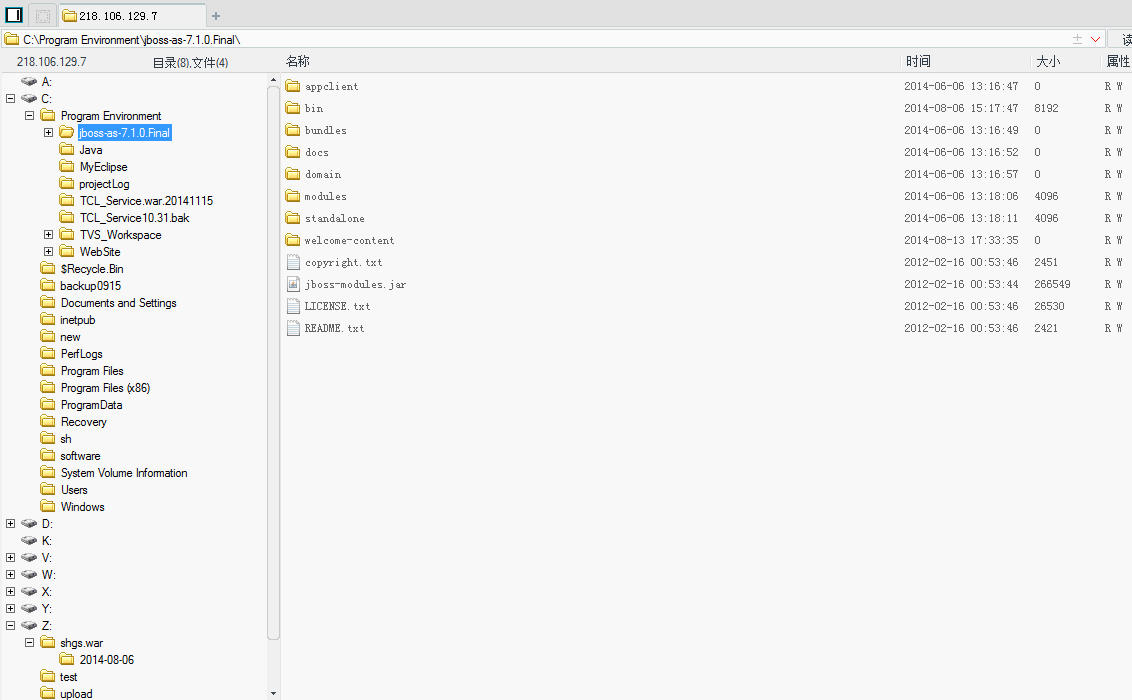 218.106.129.7
C:\Program Environment\jboss-as-7.1.0.Final\
218.106.129.7 目录(8),文件(4) 名称 时间 大小 属性
A:
C:
Program Environment
jboss-as-7.1.0.Final
Java
MyEclipse
projectLog
TCL_Service.war.20141115
TCL_Service10.31.bak
TVS_Workspace
WebSite
$Recycle.Bin
backup0915
Documents and Settings
inetpub
new
PerfLogs
Program Files
Program Files (x86)
ProgramData
Recovery
sh
software
System Volume Information
Users
Windows
D:
K:
V:
W:
X:
Y:
Z:
shgs.war
2014-08-06
test
upload
appclient 2014-06-06 13:16:47 0 R W
bin 2014-08-06 15:17:47 8192 R W
bundles 2014-06-06 13:16:49 0 R W
docs 2014-06-06 13:16:52 0 R W
domain 2014-06-06 13:16:57 0 R W
modules 2014-06-06 13:18:06 4096 R W
standalone 2014-06-06 13:18:11 4096 R W
welcome-content 2014-08-13 17:33:35 0 R W
copyright.txt 2012-02-16 00:53:46 2451 R W
jboss-modules.jar 2012-02-16 00:53:44 266549 R W
LICENSE.txt 2012-02-16 00:53:46 26530 R W
README.txt 2012-02-16 00:53:46 2421 R W